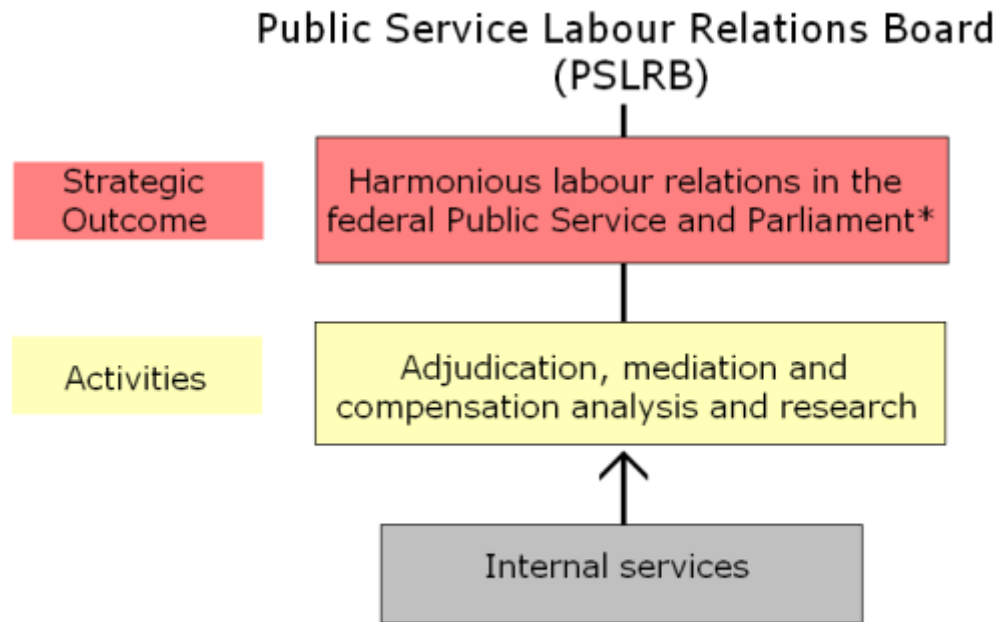 Public Service Labour Relations Board
(PSLRB)
Strategic
Outcome
Harmonious labour relations in the
federal Public Service and Parliament*
Activities
Adjudication, mediation and
compensation analysis and research
Internal services